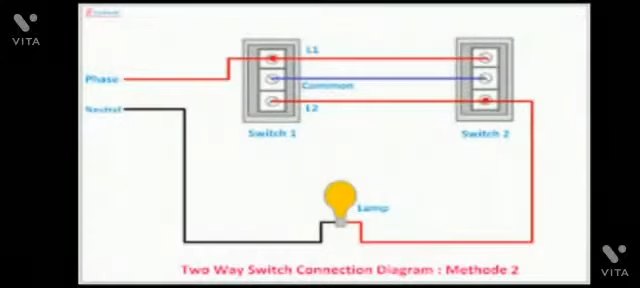 VITA
L1
Phase
Common
Neutral
L2
Switch 1
Switch 2
Lamp
Two Way Switch Connection Diagram : Methode 2
VITA